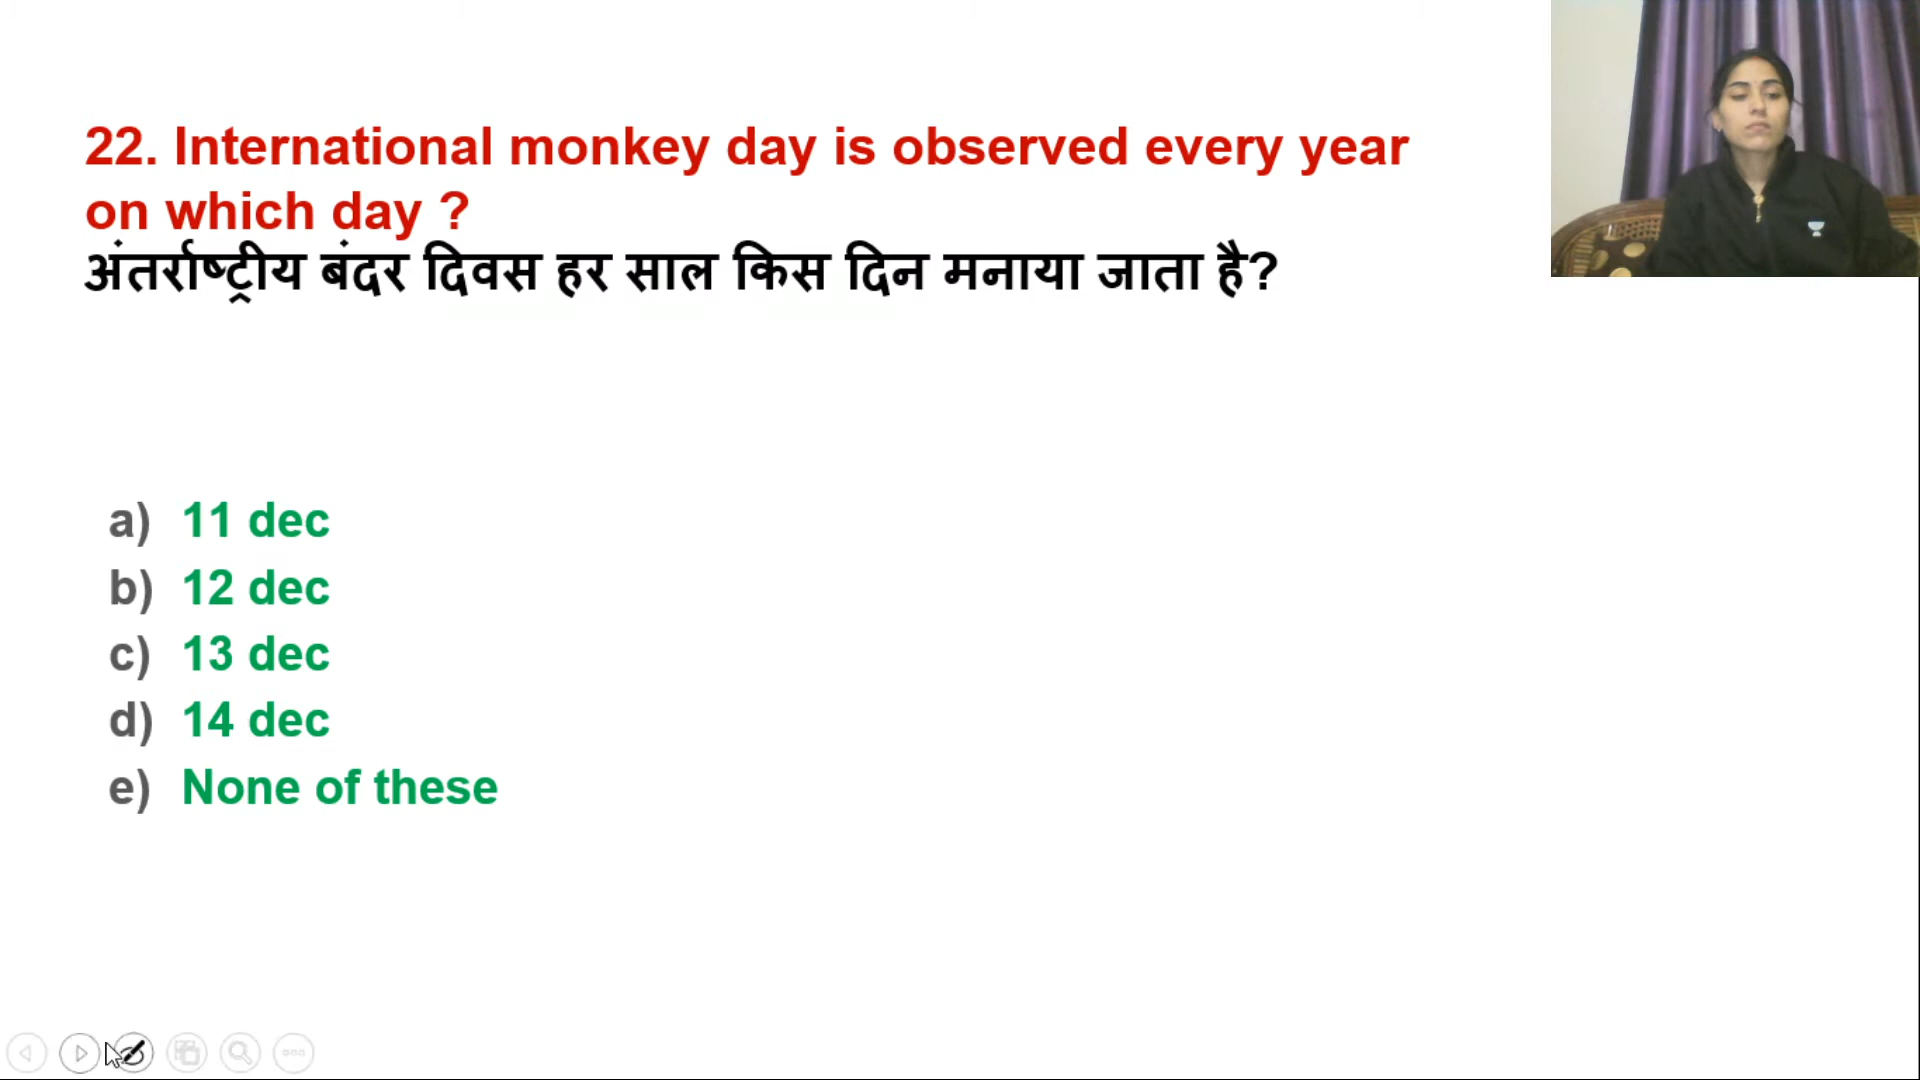 22. International monkey day is observed every year
on which day ?
अंतर्राष्ट्रीय बंदर दिवस हर साल किस दिन मनाया जाता है?
a) 11 dec
b) 12 dec
c) 13 dec
d) 14 dec
e) None of these